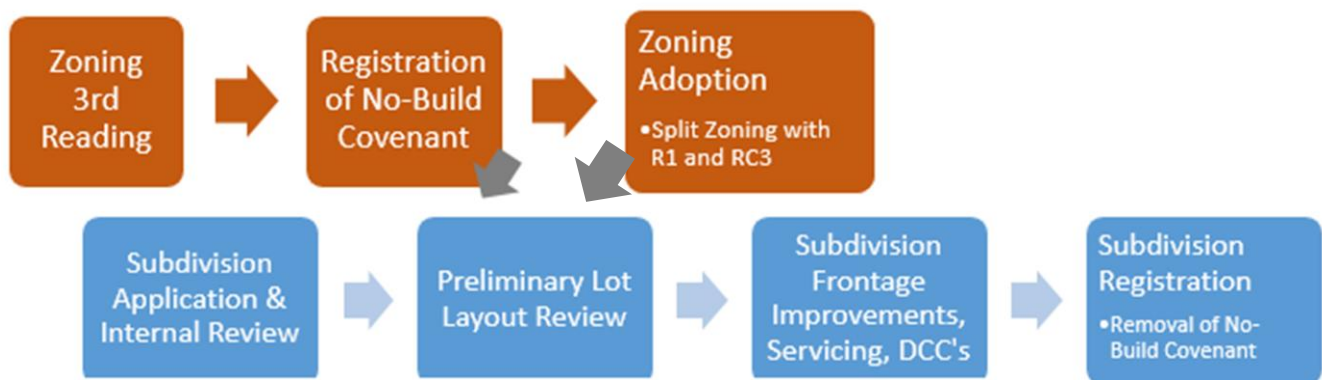 Zoning
3rd
Reading
Registration
of No-Build
Covenant
Zoning
Adoption
•Split Zoning with
R1 and RC3
Subdivision
Application &
Internal Review
Preliminary Lot
Layout Review
Subdivision
Frontage
Improvements,
Servicing, DCC's
Subdivision
Registration
•Removal of No-
Build Covenant